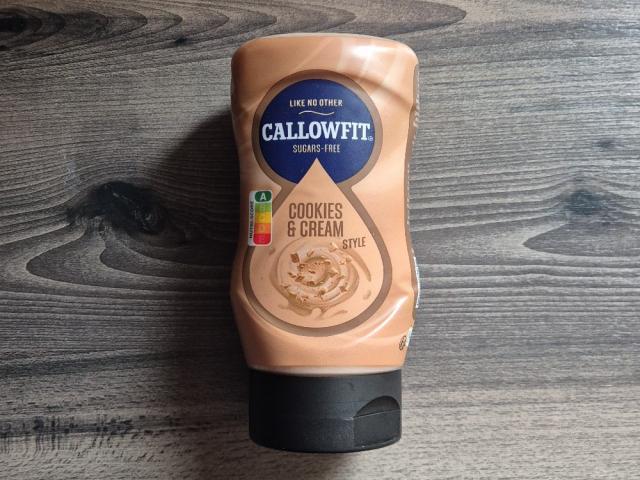 LIKE NO OTHER
CALLOWFIT®
SUGARS-FREE
A
COOKIES
& CREAM
STYLE